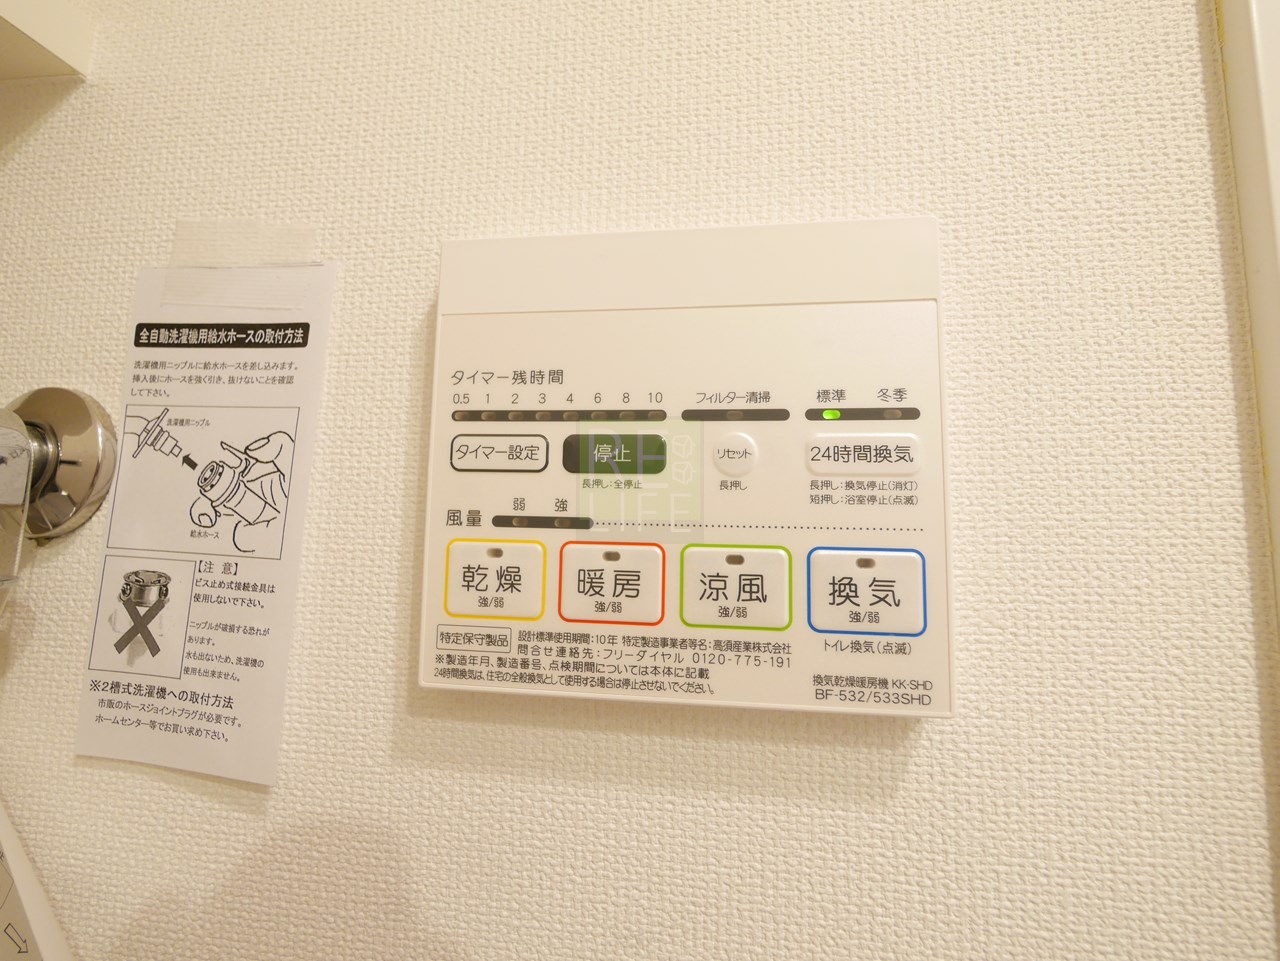 全自動洗濯機用給水ホースの取付方法
洗濯機用ニップルに給水ホースを差し込みます。
挿入後にホースを強く引き、抜けないことを確認
して下さい。
洗濯機用ニップル
給水ホース
【注 意】
ビス止め式接続金具は
使用しないで下さい。
ニップルが破損する恐れが
あります。
水も出ないため、洗濯機の
使用も出来ません。
※2槽式洗濯機への取付方法
市販のホースジョイントプラグが必要です。
ホームセンター等でお買い求め下さい。
タイマー残時間
0.5 1 2 3 4 6 8 10
フィルター清掃
標準 冬季
タイマー設定
停止
長押し:全停止
リセット
長押し
24時間換気
長押し:換気停止(消灯)
短押し:浴室停止(点滅)
弱 強
風量
乾燥
強/弱
暖房
強/弱
涼風
強/弱
換気
強/弱
トイレ換気(点滅)
特定保守製品
設計標準使用期間:10年 特定製造事業者等名:高須産業株式会社
問合せ連絡先:フリーダイヤル 0120-775-191
※製造年月、製造番号、点検期間については本体に記載
24時間換気は、住宅の全般換気として使用する場合は停止させないでください。
換気乾燥暖房機 KK-SHD
BF-532/533SHD
RE
LIFE